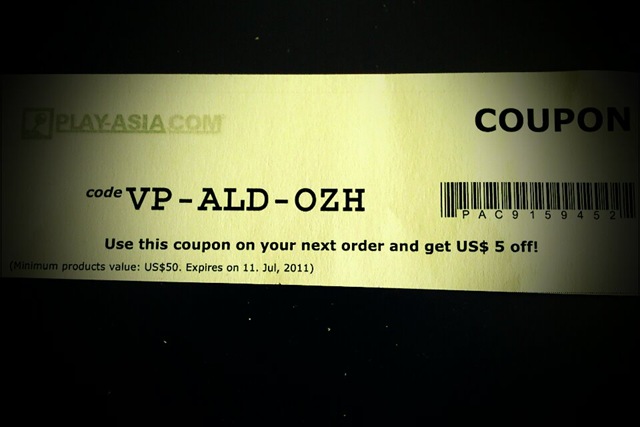 PLAY-ASIA.COM
COUPON
code VP-ALD-OZH
PAC9159452
Use this coupon on your next order and get US$ 5 off!
(Minimum products value: US$50. Expires on 11. Jul, 2011)